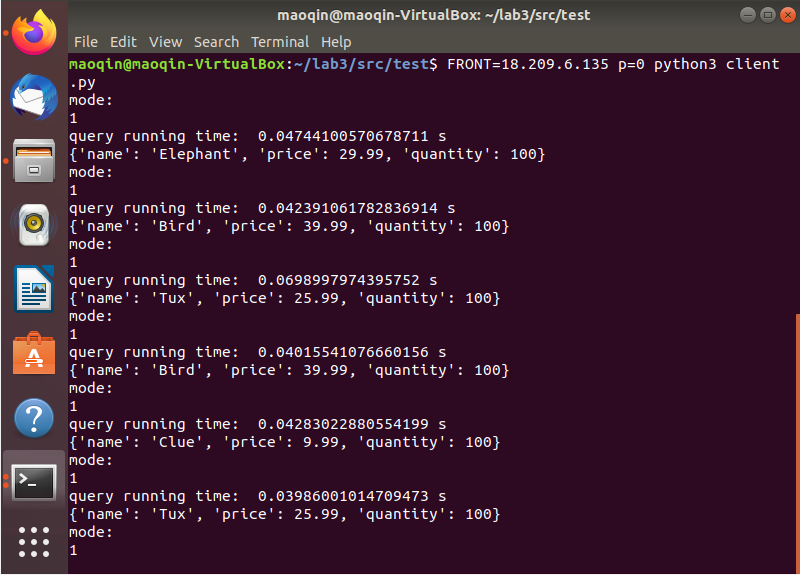 maoqin@maoqin-VirtualBox: ~/lab3/src/test
File Edit View Search Terminal Help
maoqin@maoqin-VirtualBox:~/lab3/src/test$ FRONT=18.209.6.135 p=0 python3 client
.py
mode:
1
query running time:  0.04744100570678711 s
{'name': 'Elephant', 'price': 29.99, 'quantity': 100}
mode:
1
query running time:  0.042391061782836914 s
{'name': 'Bird', 'price': 39.99, 'quantity': 100}
mode:
1
query running time:  0.0698997974395752 s
{'name': 'Tux', 'price': 25.99, 'quantity': 100}
mode:
1
query running time:  0.04015541076660156 s
{'name': 'Bird', 'price': 39.99, 'quantity': 100}
mode:
1
query running time:  0.04283022880554199 s
{'name': 'Clue', 'price': 9.99, 'quantity': 100}
mode:
1
query running time:  0.03986001014709473 s
{'name': 'Tux', 'price': 25.99, 'quantity': 100}
mode:
1